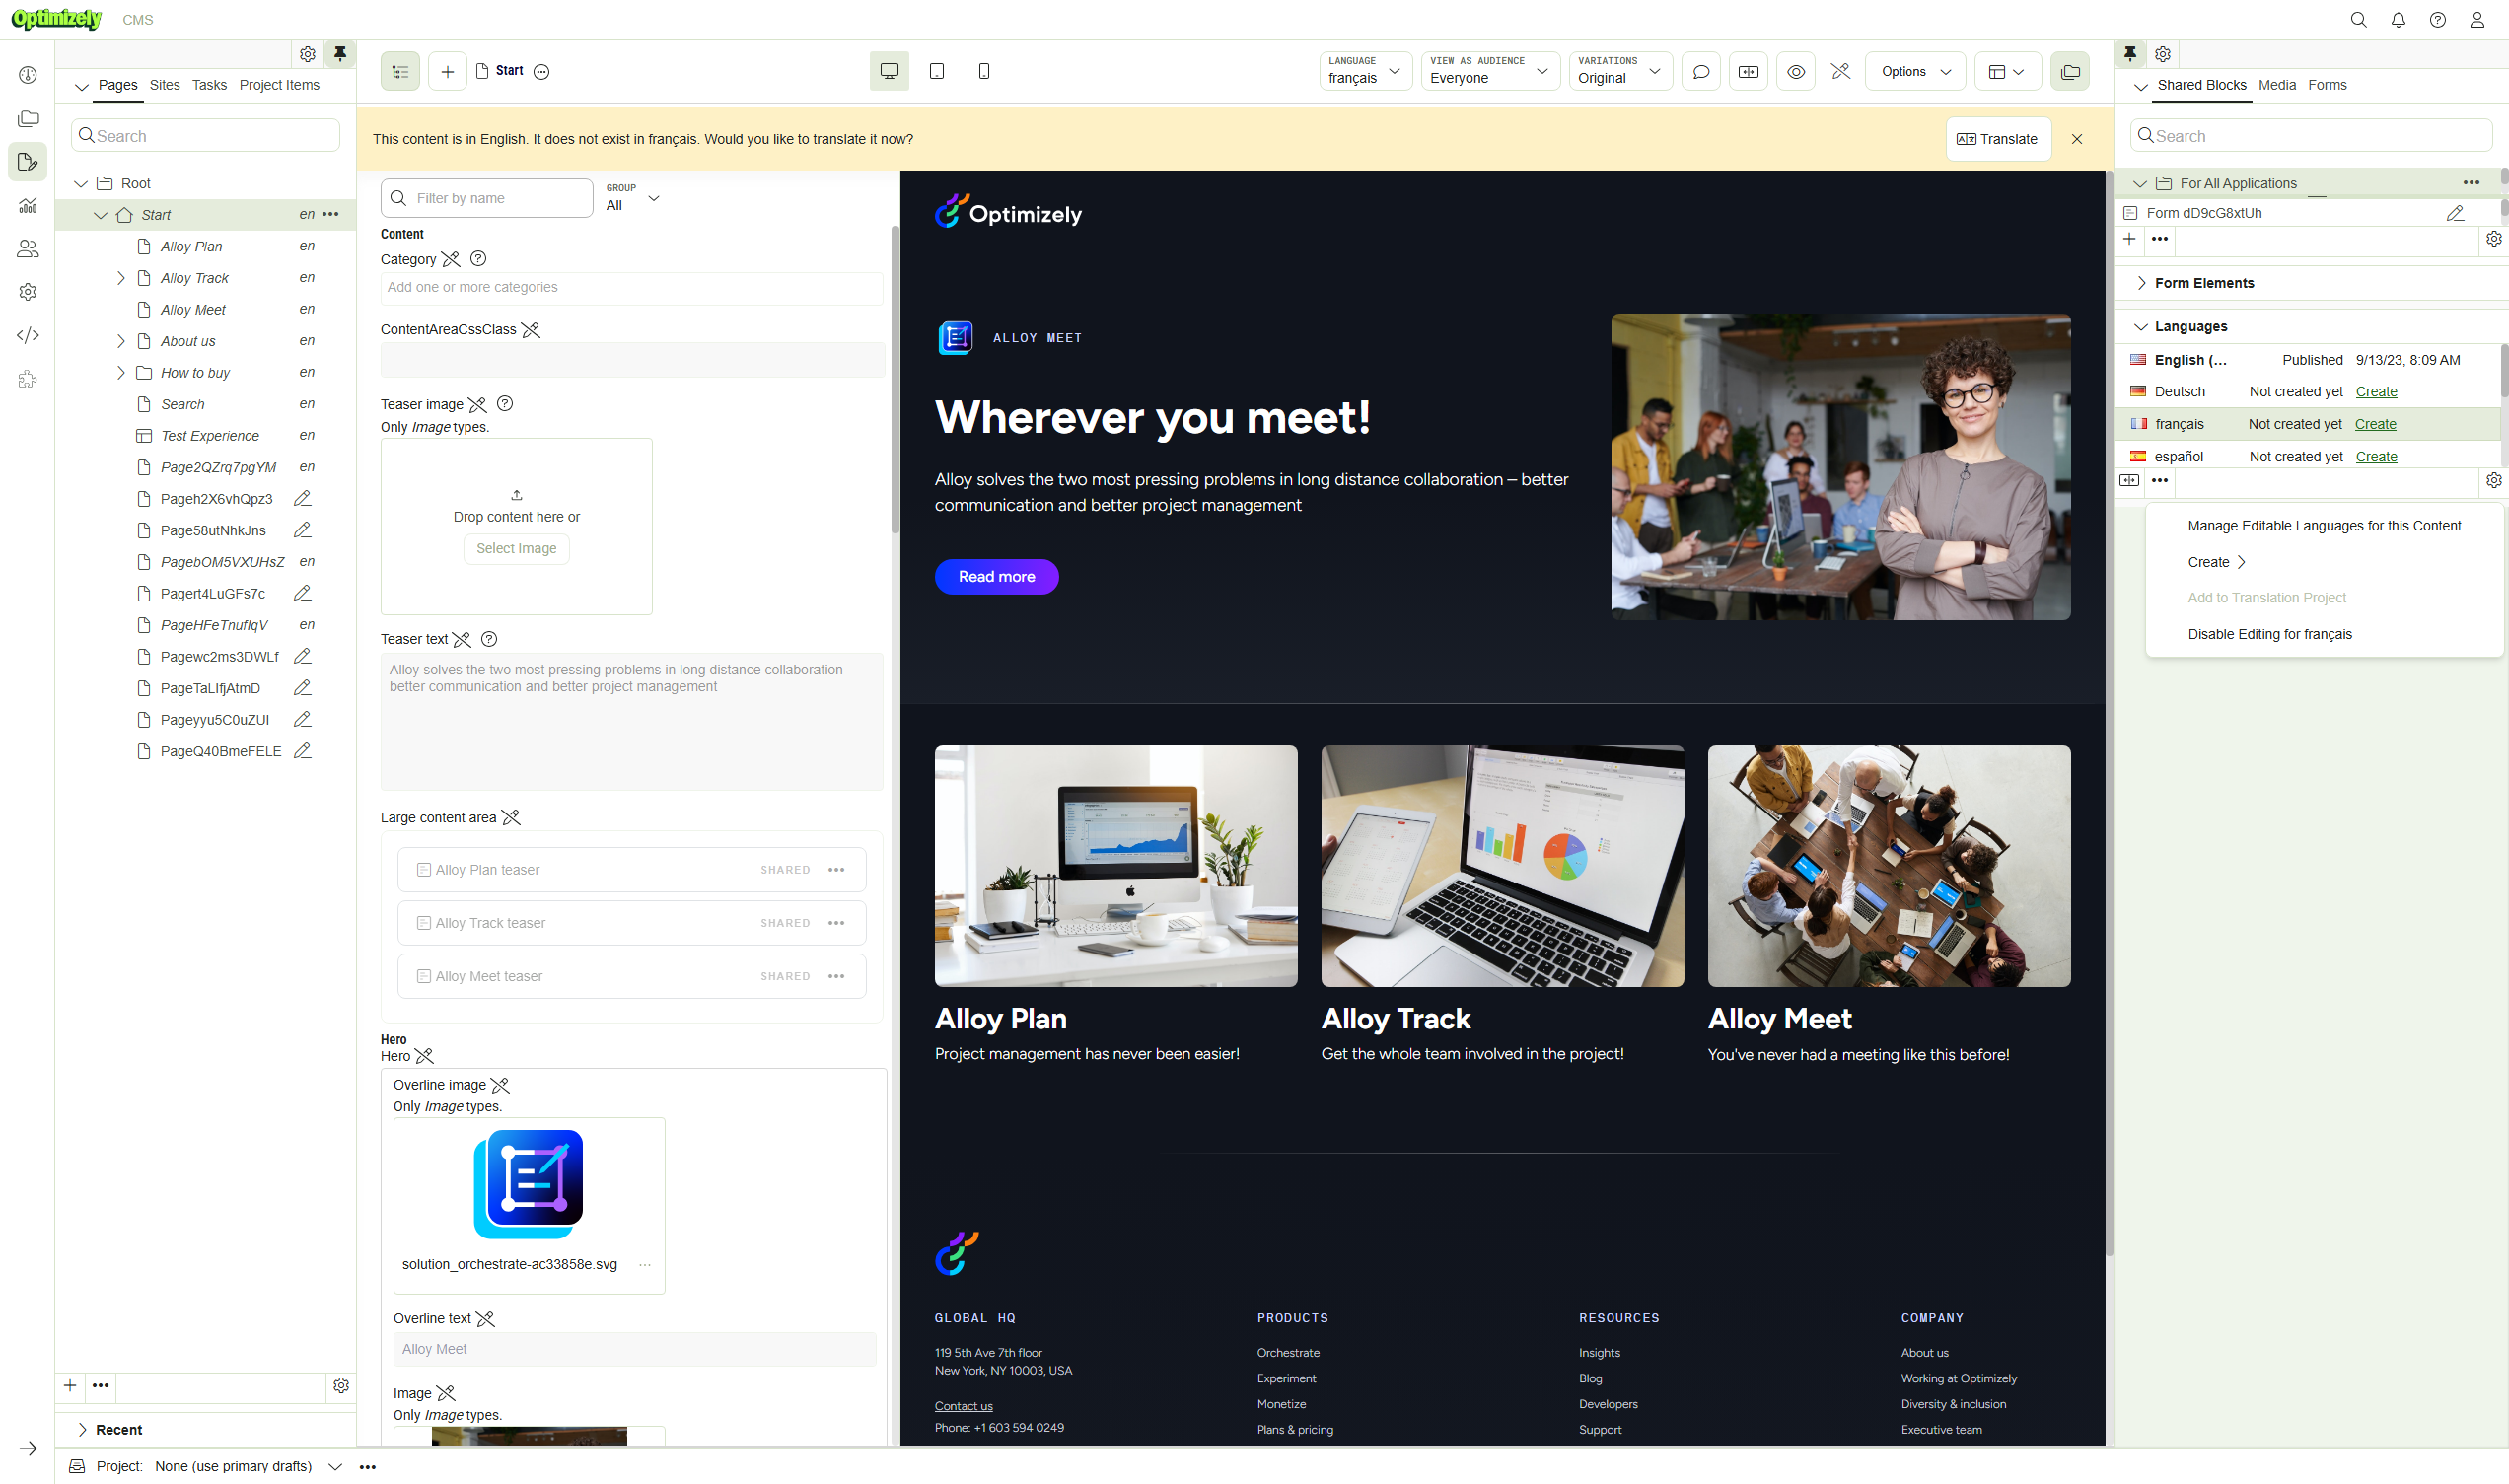 Optimizely CMS
Pages Sites Tasks Project Items
Search
Root
Start en
Alloy Plan en
Alloy Track en
Alloy Meet en
About us en
How to buy en
Search en
Test Experience en
Page2QZrq7pgYM en
Pageh2X6vhQpz3
Page58utNhkJns
PagebOM5VXUHsZ en
Pagert4LuGFs7c
PageHFeTnufIqV en
Pagewc2ms3DWLf
PageTaLIfjAtmD
Pageyyu5C0uZUI
PageQ40BmeFELE
Recent
Project: None (use primary drafts)
Start
LANGUAGE
français
VIEW AS AUDIENCE
Everyone
VARIATIONS
Original
Options
This content is in English. It does not exist in français. Would you like to translate it now?
Translate
Filter by name
GROUP
All
Content
Category
Add one or more categories
ContentAreaCssClass
Teaser image
Only Image types.
Drop content here or
Select Image
Teaser text
Alloy solves the two most pressing problems in long distance collaboration –
better communication and better project management
Large content area
Alloy Plan teaser SHARED
Alloy Track teaser SHARED
Alloy Meet teaser SHARED
Hero
Hero
Overline image
Only Image types.
solution_orchestrate-ac33858e.svg
Overline text
Alloy Meet
Image
Only Image types.
Optimizely
ALLOY MEET
Wherever you meet!
Alloy solves the two most pressing problems in long distance collaboration – better
communication and better project management
Read more
Alloy Plan
Project management has never been easier!
Alloy Track
Get the whole team involved in the project!
Alloy Meet
You've never had a meeting like this before!
GLOBAL HQ
119 5th Ave 7th floor
New York, NY 10003, USA
Contact us
Phone: +1 603 594 0249
PRODUCTS
Orchestrate
Experiment
Monetize
Plans & pricing
RESOURCES
Insights
Blog
Developers
Support
COMPANY
About us
Working at Optimizely
Diversity & inclusion
Executive team
Shared Blocks Media Forms
Search
For All Applications
Form dD9cG8xtUh
Form Elements
Languages
English (... Published 9/13/23, 8:09 AM
Deutsch Not created yet Create
français Not created yet Create
español Not created yet Create
Manage Editable Languages for this Content
Create
Add to Translation Project
Disable Editing for français